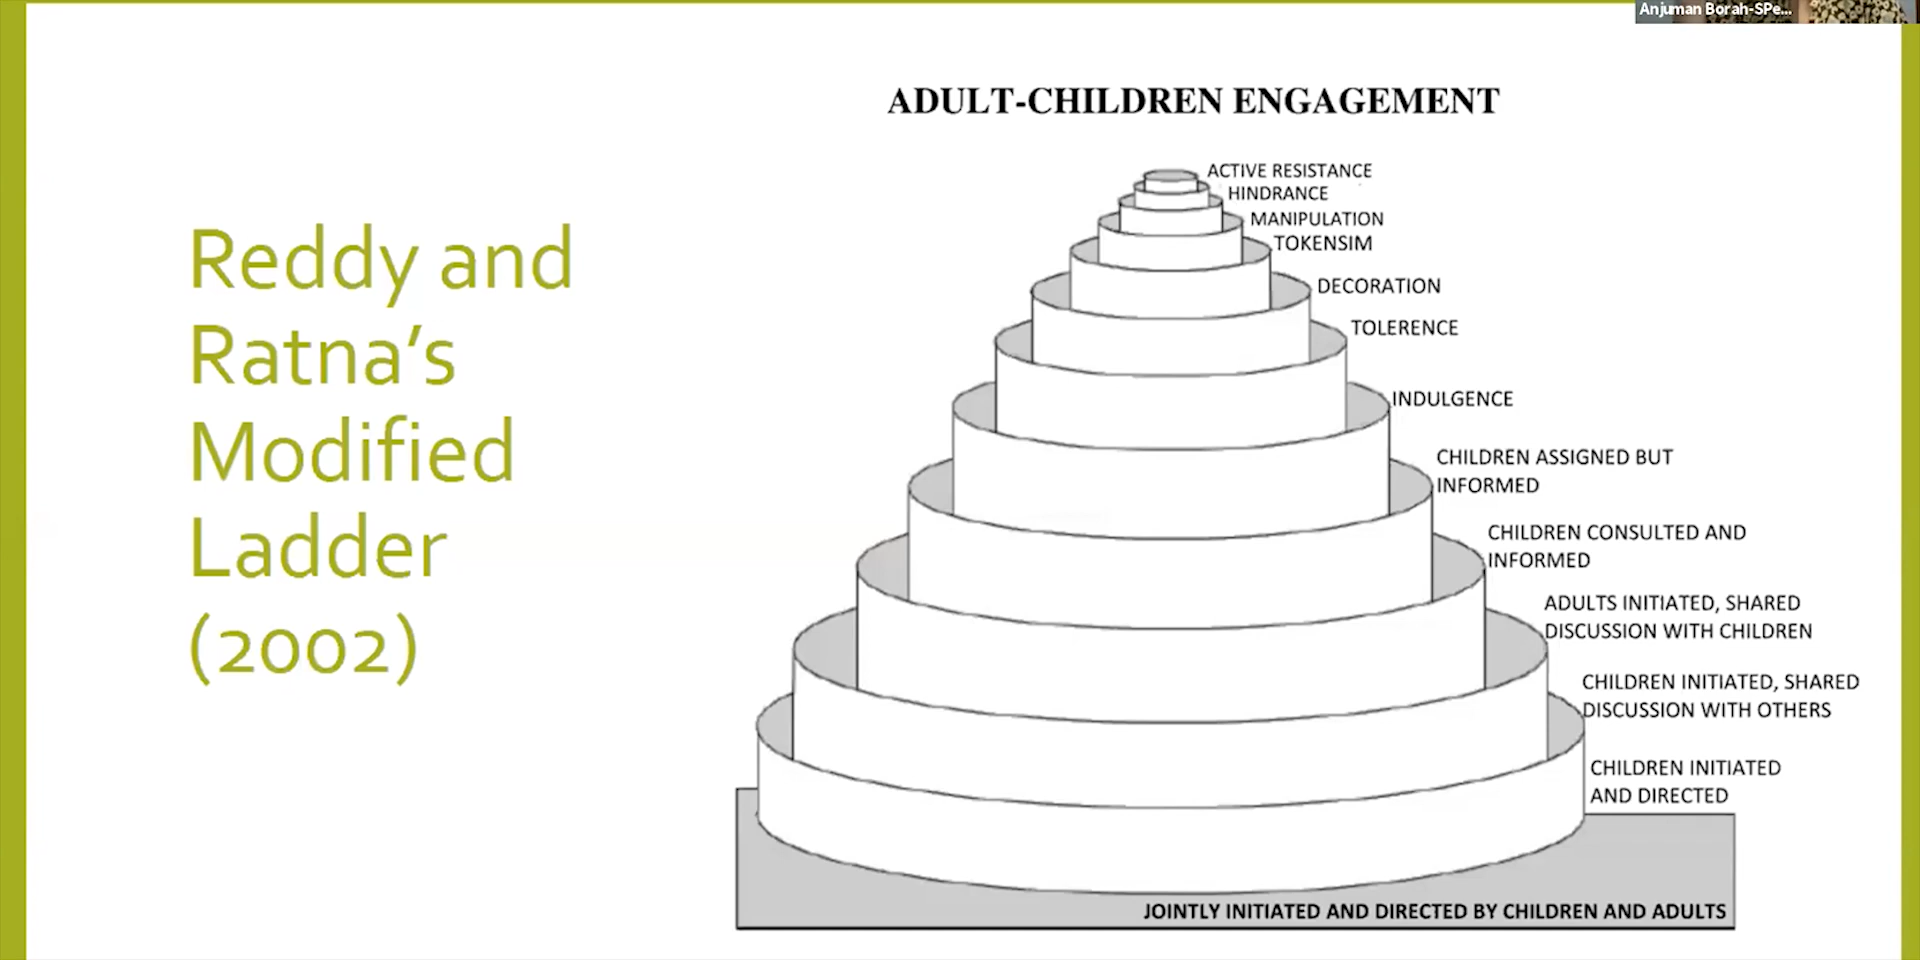 Anjuman Borah-SPe...
ADULT-CHILDREN ENGAGEMENT
Reddy and
Ratna’s
Modified
Ladder
(2002)
ACTIVE RESISTANCE
HINDRANCE
MANIPULATION
TOKENSIM
DECORATION
TOLERENCE
INDULGENCE
CHILDREN ASSIGNED BUT
INFORMED
CHILDREN CONSULTED AND
INFORMED
ADULTS INITIATED, SHARED
DISCUSSION WITH CHILDREN
CHILDREN INITIATED, SHARED
DISCUSSION WITH OTHERS
CHILDREN INITIATED
AND DIRECTED
JOINTLY INITIATED AND DIRECTED BY CHILDREN AND ADULTS